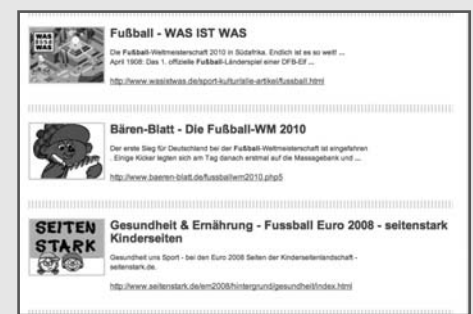 WAS
IST
WAS
Fußball - WAS IST WAS
Die Fußball-Weltmeisterschaft 2010 in Südafrika. Endlich ist es so weit! ...
April 1908: Das 1. offizielle Fußball-Länderspiel einer DFB-Elf ...
http://www.wasistwas.de/sport-kultur/alle-artikel/fussball.html
Bären-Blatt - Die Fußball-WM 2010
Der erste Sieg für Deutschland bei der Fußball-Weltmeisterschaft ist eingefahren
. Einige Kicker legten sich am Tag danach erstmal auf die Massagebank und ...
http://www.baeren-blatt.de/fussballwm2010.php5
SEITEN
STARK
Gesundheit & Ernährung - Fussball Euro 2008 - seitenstark
Kinderseiten
Gesundheit uns Sport - bei den Euro 2008 Seiten der Kinderseitenlandschaft -
seitenstark.de.
http://www.seitenstark.de/em2008/hintergrund/gesundheit/index.html